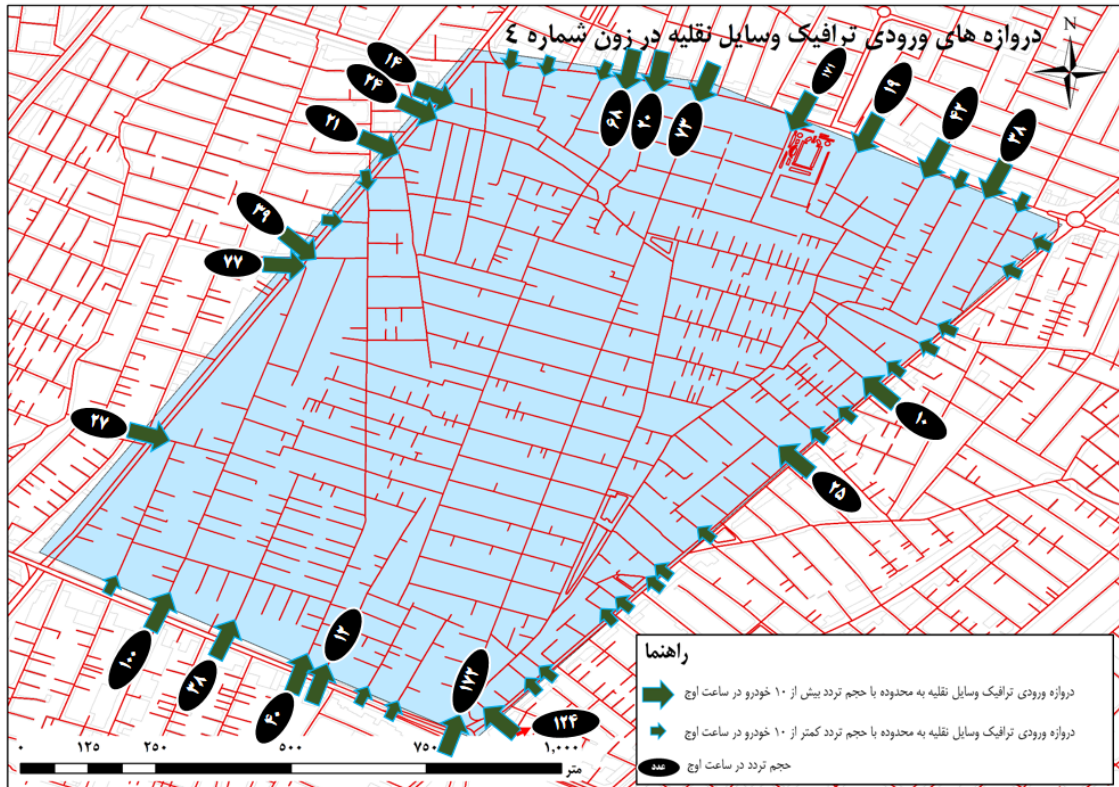 دروازه های ورودی ترافیک وسایل نقلیه در زون شماره ٤
N
۱۴
۲۴
۲۱
۳۹
۷۷
۲۷
۶۸
۲۰
۷۳
۱۷۱
۱۹
۴۲
۳۸
۱۰
۲۵
۱۰۰
۳۸
۴۰
۱۲
۱۷۲
۱۲۴
راهنما
دروازه ورودی ترافیک وسایل نقلیه به محدوده با حجم تردد بیش از ۱۰ خودرو در ساعت اوج
دروازه ورودی ترافیک وسایل نقلیه به محدوده با حجم تردد کمتر از ۱۰ خودرو در ساعت اوج
عدد حجم تردد در ساعت اوج
۰ ۱۲۵ ۲۵۰ ۵۰۰ ۷۵۰ ۱,۰۰۰
متر